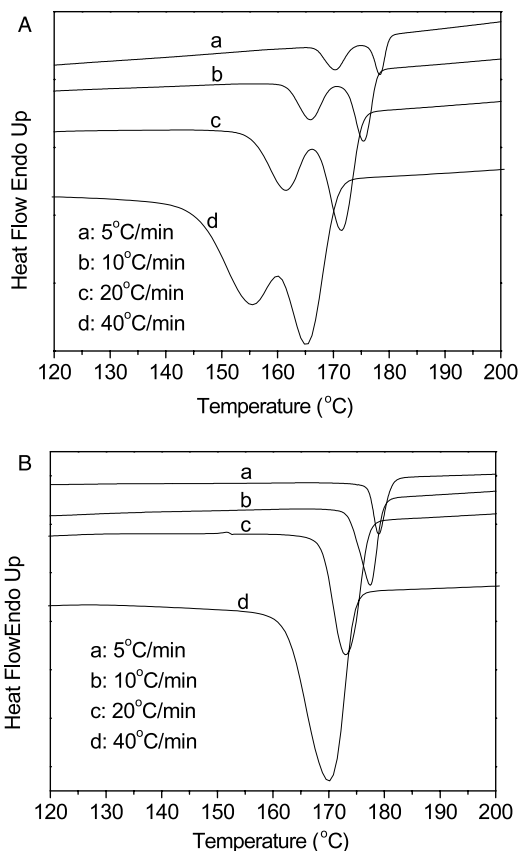 A
Heat Flow Endo Up
a
b
c
d
a: 5°C/min
b: 10°C/min
c: 20°C/min
d: 40°C/min
120 130 140 150 160 170 180 190 200
Temperature (°C)
B
Heat FlowEndo Up
a
b
c
d
a: 5°C/min
b: 10°C/min
c: 20°C/min
d: 40°C/min
120 130 140 150 160 170 180 190 200
Temperature (°C)